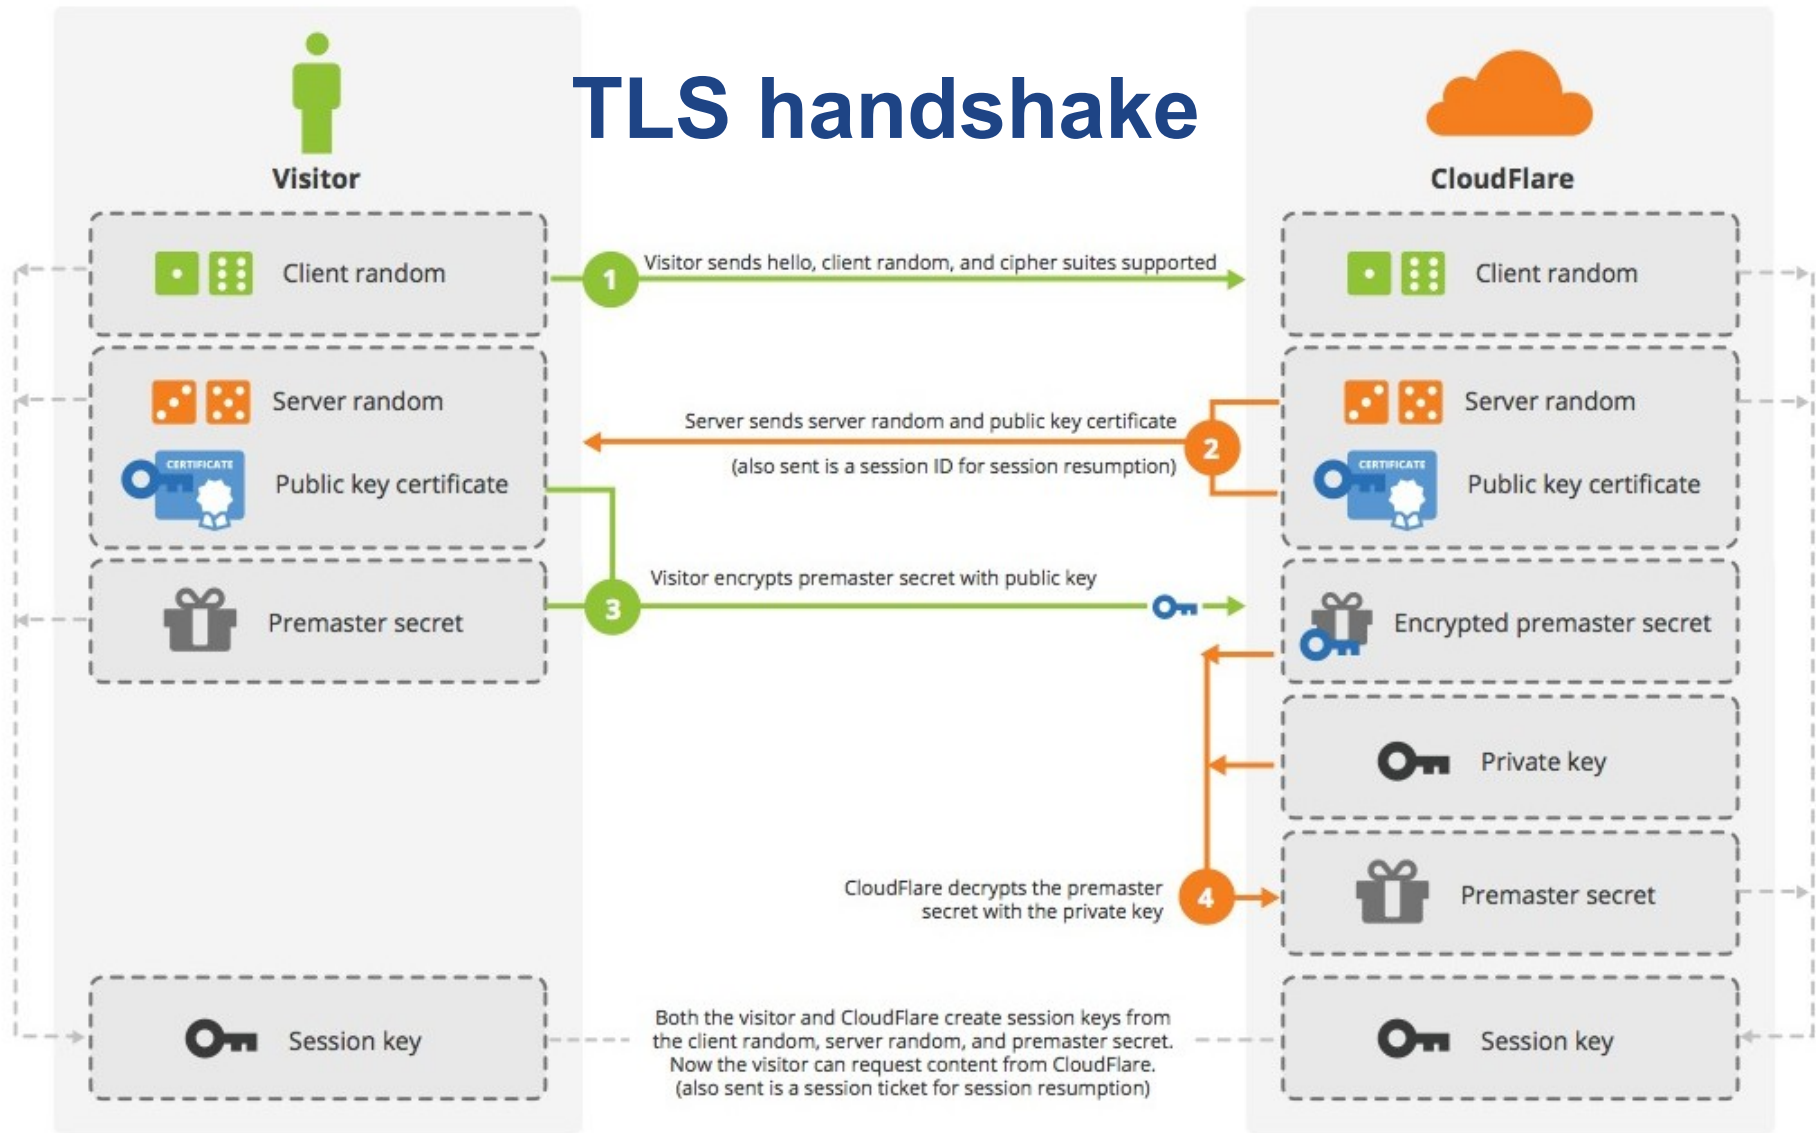 TLS handshake
Visitor
CloudFlare
Client random
1
Visitor sends hello, client random, and cipher suites supported
Client random
Server random
CERTIFICATE
Public key certificate
Server sends server random and public key certificate
2
(also sent is a session ID for session resumption)
Server random
CERTIFICATE
Public key certificate
Premaster secret
3
Visitor encrypts premaster secret with public key
Encrypted premaster secret
Private key
CloudFlare decrypts the premaster
secret with the private key
4
Premaster secret
Session key
Both the visitor and CloudFlare create session keys from
the client random, server random, and premaster secret.
Now the visitor can request content from CloudFlare.
(also sent is a session ticket for session resumption)
Session key